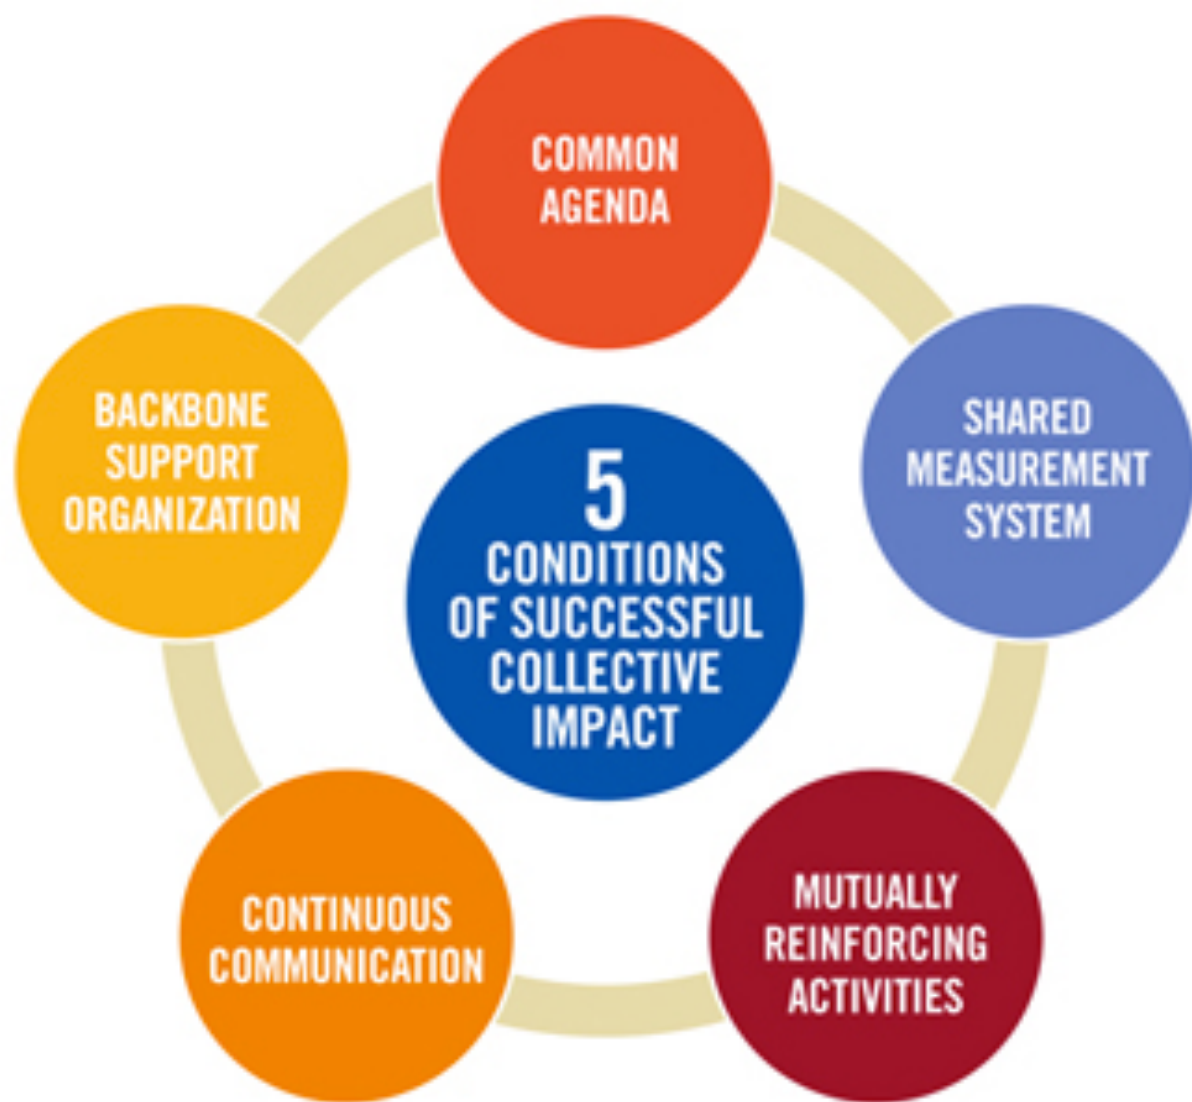 COMMON
AGENDA
SHARED
MEASUREMENT
SYSTEM
MUTUALLY
REINFORCING
ACTIVITIES
CONTINUOUS
COMMUNICATION
BACKBONE
SUPPORT
ORGANIZATION
5
CONDITIONS
OF SUCCESSFUL
COLLECTIVE
IMPACT